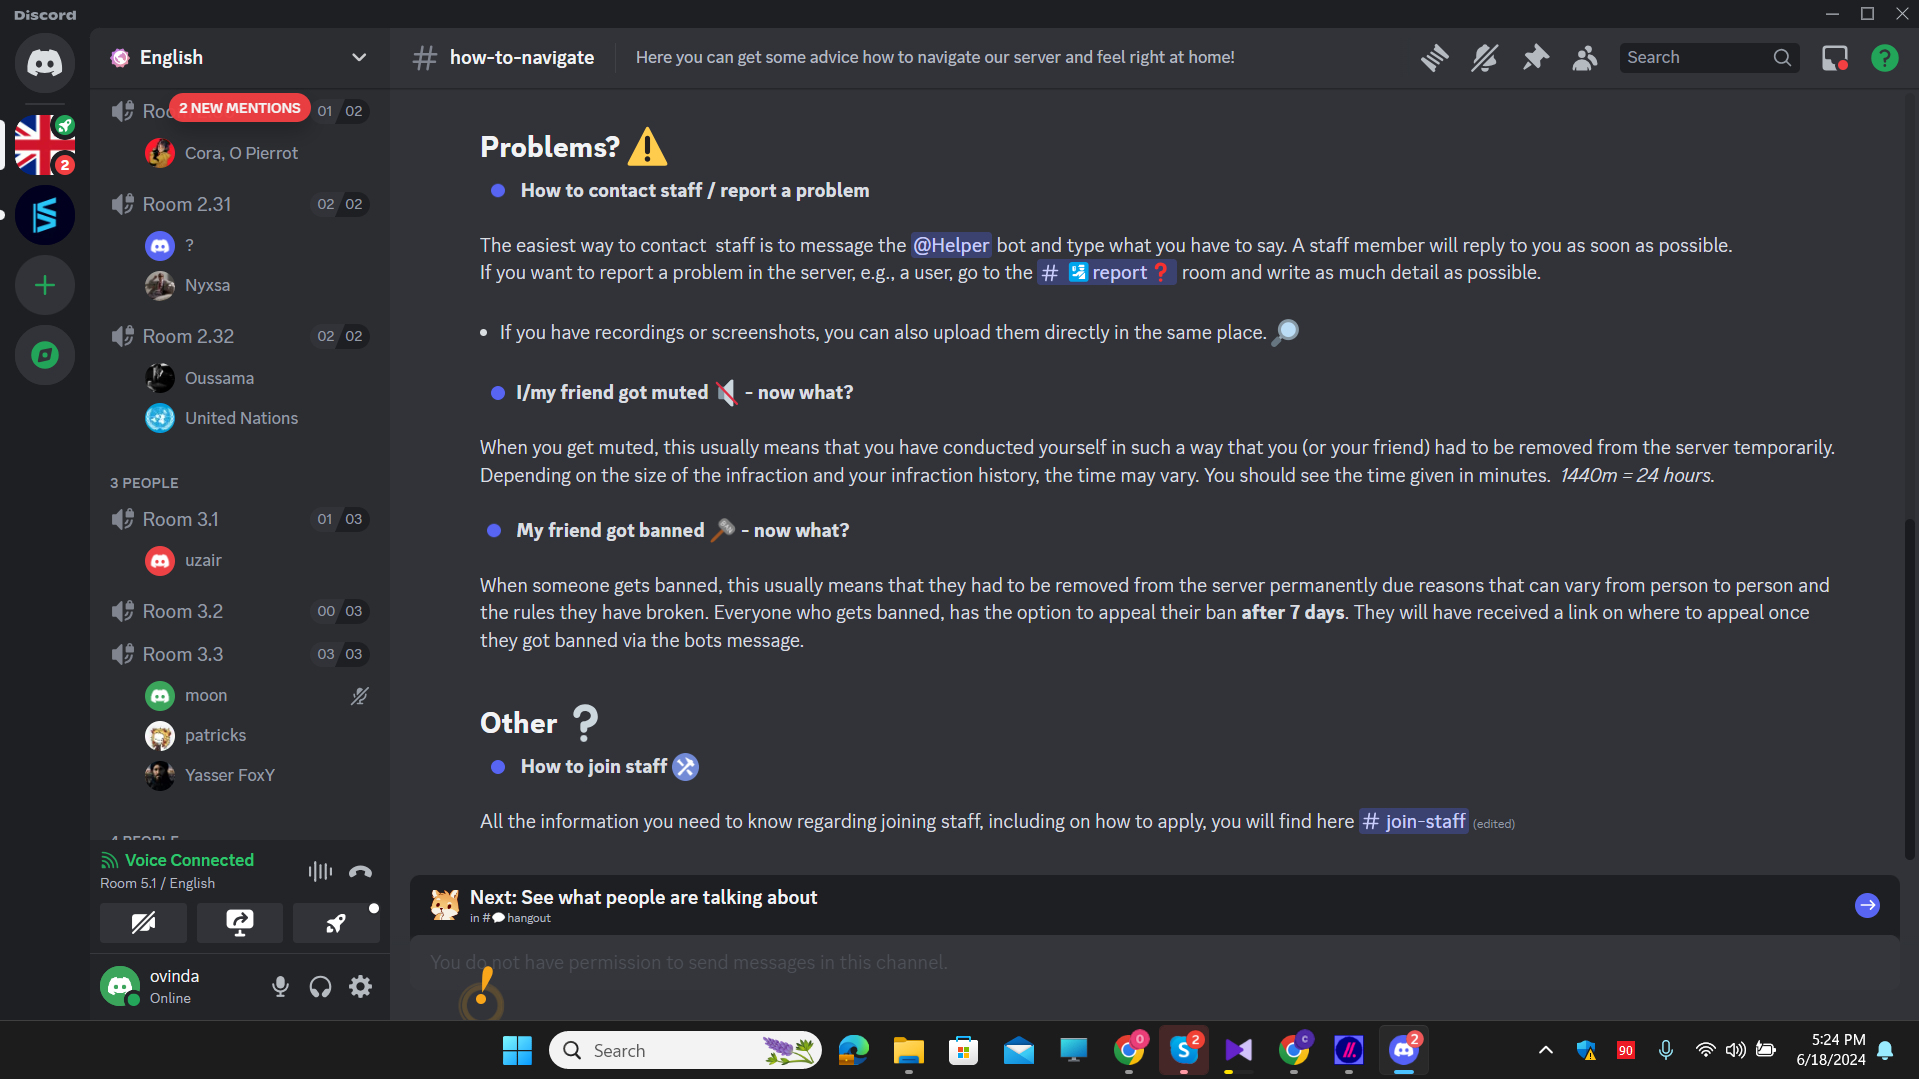 Discord
English
how-to-navigate
Here you can get some advice how to navigate our server and feel right at home!
Search
2 NEW MENTIONS
01 02
Cora, O Pierrot
Room 2.31
02 02
?
Nyxsa
Room 2.32
02 02
Oussama
United Nations
3 PEOPLE
Room 3.1
01 03
uzair
Room 3.2
00 03
Room 3.3
03 03
moon
patricks
Yasser FoxY
4 PEOPLE
Voice Connected
Room 5.1 / English
ovinda
Online
2
Problems?
How to contact staff / report a problem
The easiest way to contact staff is to message the @Helper bot and type what you have to say. A staff member will reply to you as soon as possible.
If you want to report a problem in the server, e.g., a user, go to the # report❓ room and write as much detail as possible.
• If you have recordings or screenshots, you can also upload them directly in the same place.
I/my friend got muted - now what?
When you get muted, this usually means that you have conducted yourself in such a way that you (or your friend) had to be removed from the server temporarily.
Depending on the size of the infraction and your infraction history, the time may vary. You should see the time given in minutes. 1440m = 24 hours.
My friend got banned - now what?
When someone gets banned, this usually means that they had to be removed from the server permanently due reasons that can vary from person to person and
the rules they have broken. Everyone who gets banned, has the option to appeal their ban after 7 days. They will have received a link on where to appeal once
they got banned via the bots message.
Other ?
How to join staff
All the information you need to know regarding joining staff, including on how to apply, you will find here # join-staff (edited)
Next: See what people are talking about
in # hangout
You do not have permission to send messages in this channel.
Search
0
S 2
C
2
90
5:24 PM
6/18/2024